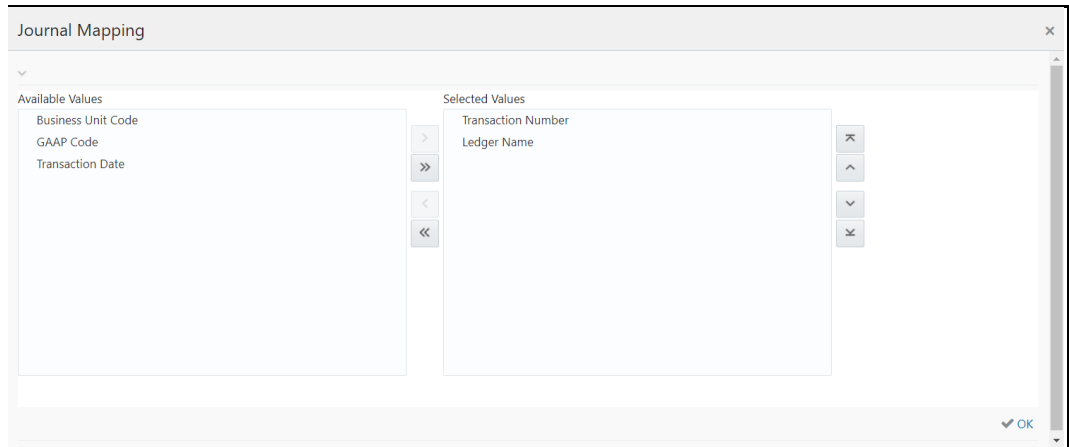 Journal Mapping
Available Values
Business Unit Code
GAAP Code
Transaction Date
Selected Values
Transaction Number
Ledger Name
OK